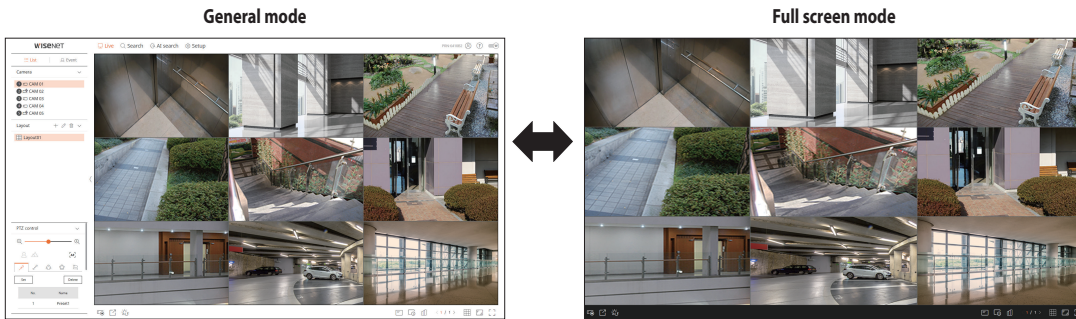 General mode
Full screen mode
WISENET
Live
Search
AI search
Setup
List
Event
Camera
CAM 01
CAM 02
CAM 03
CAM 04
CAM 05
Layout
Layout01
PTZ control
Set
Delete
No
Name
1
Preset1